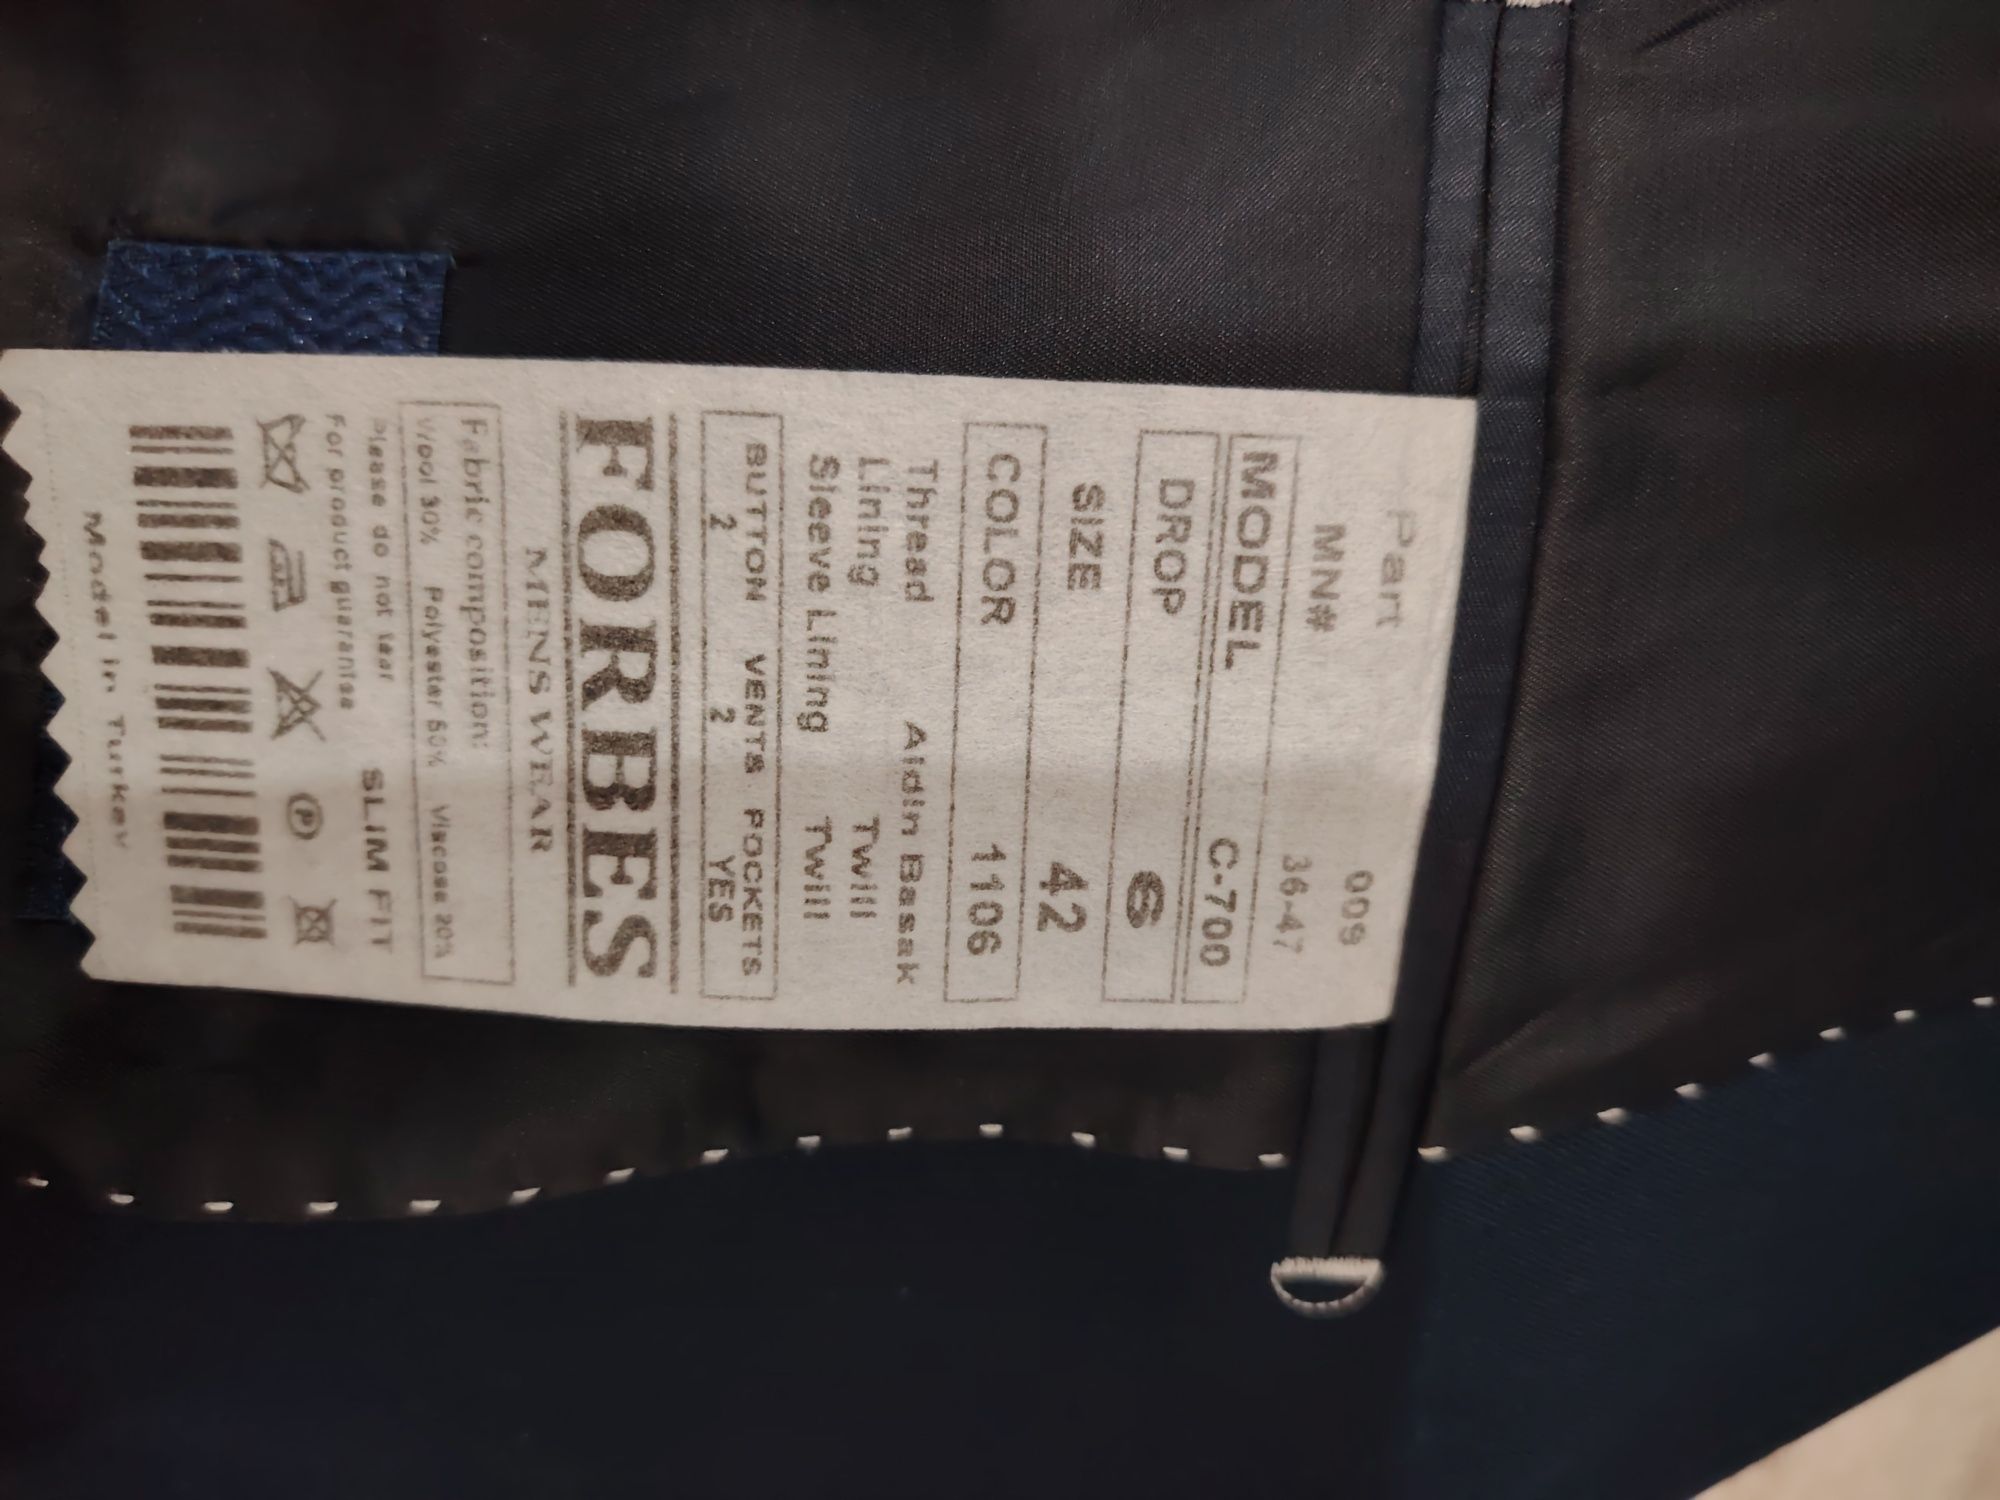 Part 009
MN# 36-47
MODEL C-700
DROP 6
SIZE 42
COLOR 1106
Thread Aidin Basak
Lining Twill
Sleeve Lining Twill
BUTTON VENTS POCKETS
2 2 YES
FORBES
MENS WEAR
Fabric composition:
Wool 30% Polyester 50% Viscose 20%
Please do not tear SLIM FIT
For product guarantee
P
Model in Turkey